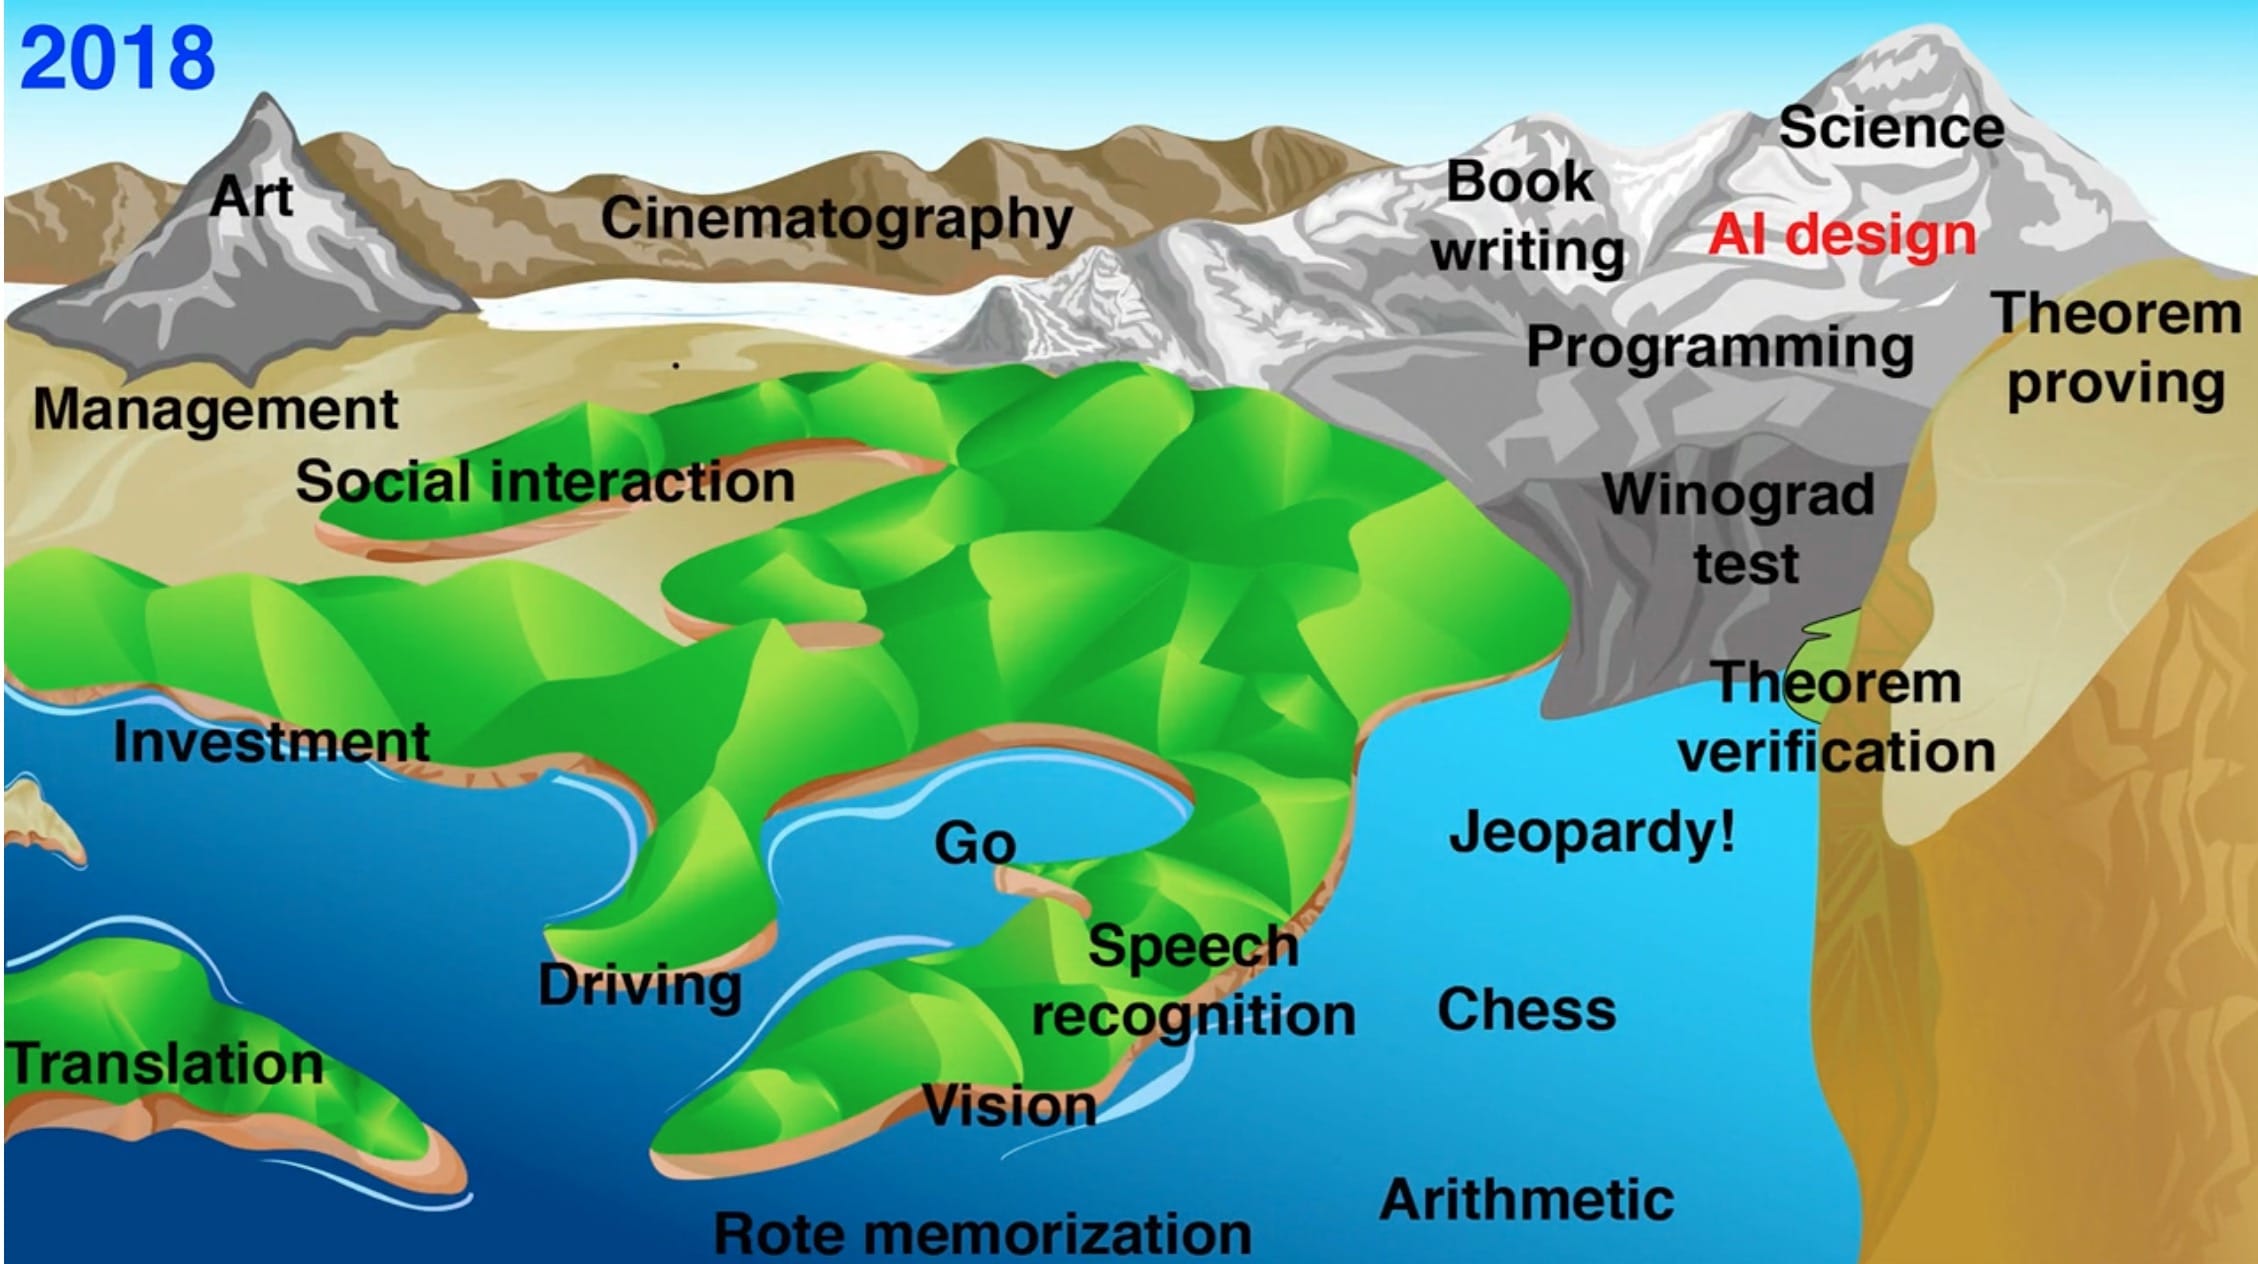 2018
Science
Art
Book
writing
Cinematography
AI design
Theorem
proving
Programming
Management
Social interaction
Winograd
test
Theorem
verification
Investment
Jeopardy!
Go
Speech
recognition
Driving
Chess
Translation
Vision
Arithmetic
Rote memorization